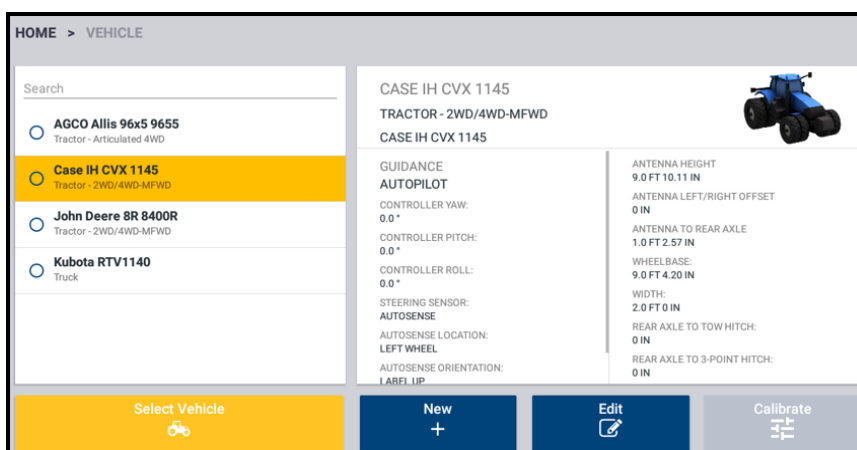 HOME > VEHICLE
Search
AGCO Allis 96x5 9655
Tractor - Articulated 4WD
Case IH CVX 1145
Tractor - 2WD/4WD-MFWD
John Deere 8R 8400R
Tractor - 2WD/4WD-MFWD
Kubota RTV1140
Truck
CASE IH CVX 1145
TRACTOR - 2WD/4WD-MFWD
CASE IH CVX 1145
GUIDANCE
AUTOPILOT
CONTROLLER YAW:
0.0 °
CONTROLLER PITCH:
0.0 °
CONTROLLER ROLL:
0.0 °
STEERING SENSOR:
AUTOSENSE
AUTOSENSE LOCATION:
LEFT WHEEL
AUTOSENSE ORIENTATION:
LABEL UP
ANTENNA HEIGHT
9.0 FT 10.11 IN
ANTENNA LEFT/RIGHT OFFSET
0 IN
ANTENNA TO REAR AXLE
1.0 FT 2.57 IN
WHEELBASE:
9.0 FT 4.20 IN
WIDTH:
2.0 FT 0 IN
REAR AXLE TO TOW HITCH:
0 IN
REAR AXLE TO 3-POINT HITCH:
0 IN
Select Vehicle
New
Edit
Calibrate